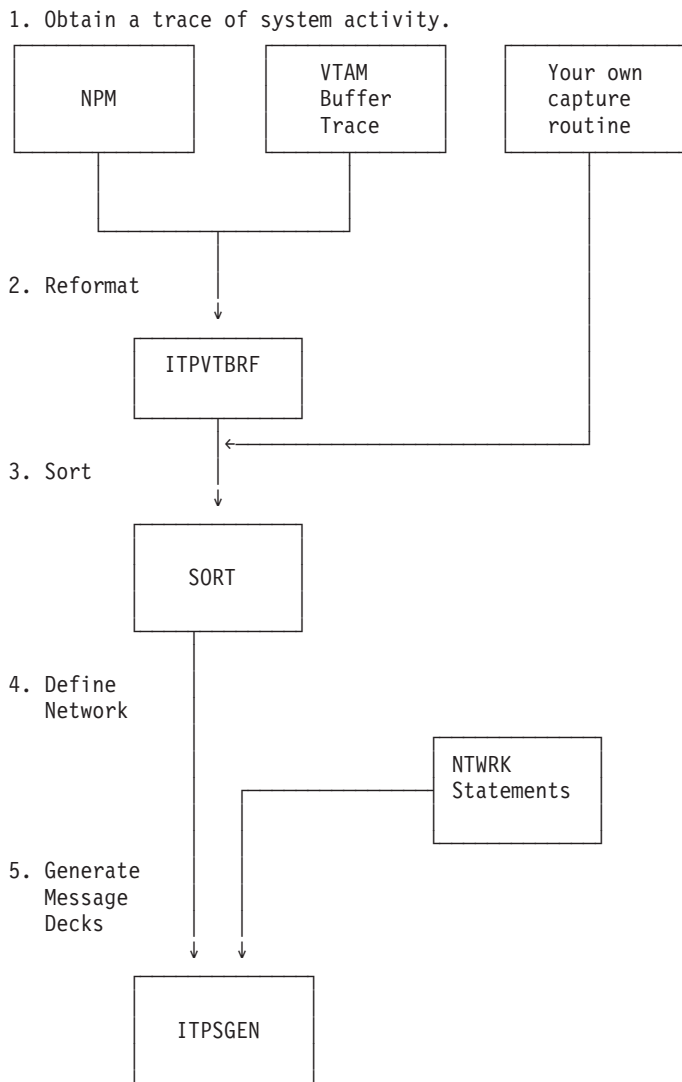 1. Obtain a trace of system activity.
NPM
VTAM
Buffer
Trace
Your own
capture
routine
2. Reformat
ITPVTBRF
3. Sort
SORT
4. Define
Network
NTWRK
Statements
5. Generate
Message
Decks
ITPSGEN